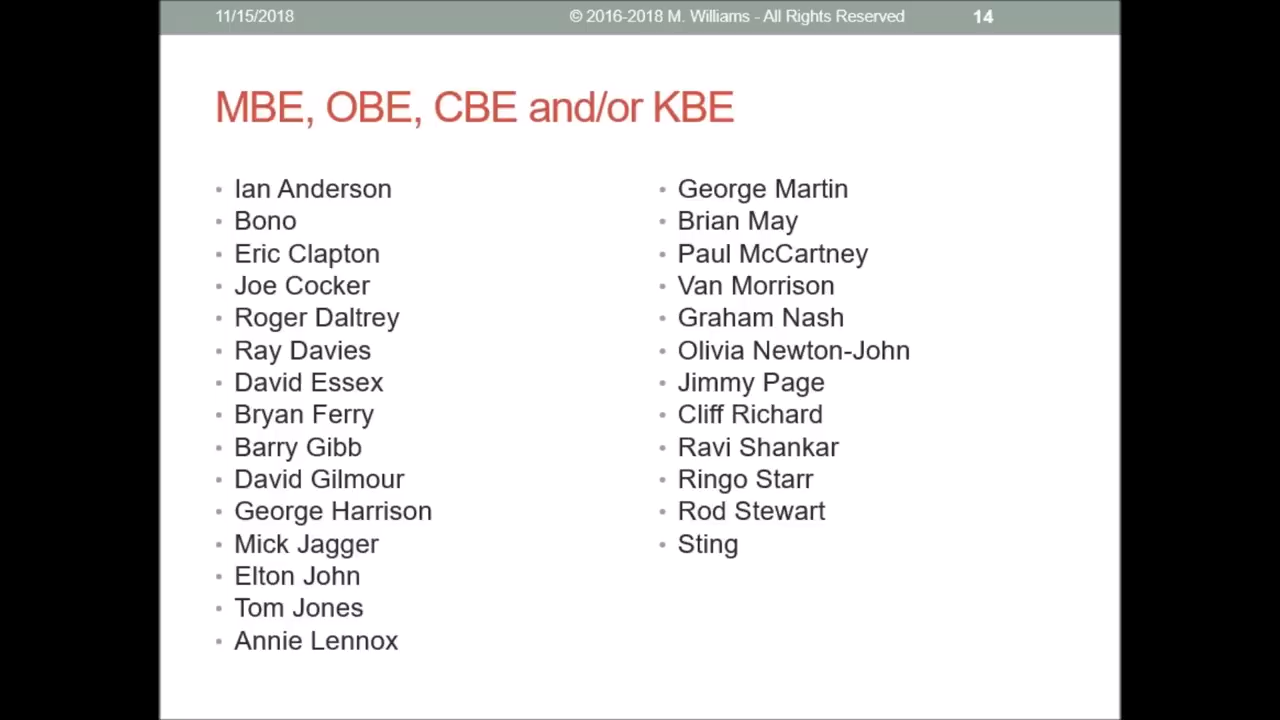 11/15/2018
© 2016-2018 M. Williams - All Rights Reserved
14
MBE, OBE, CBE and/or KBE
• Ian Anderson
• Bono
• Eric Clapton
• Joe Cocker
• Roger Daltrey
• Ray Davies
• David Essex
• Bryan Ferry
• Barry Gibb
• David Gilmour
• George Harrison
• Mick Jagger
• Elton John
• Tom Jones
• Annie Lennox
• George Martin
• Brian May
• Paul McCartney
• Van Morrison
• Graham Nash
• Olivia Newton-John
• Jimmy Page
• Cliff Richard
• Ravi Shankar
• Ringo Starr
• Rod Stewart
• Sting